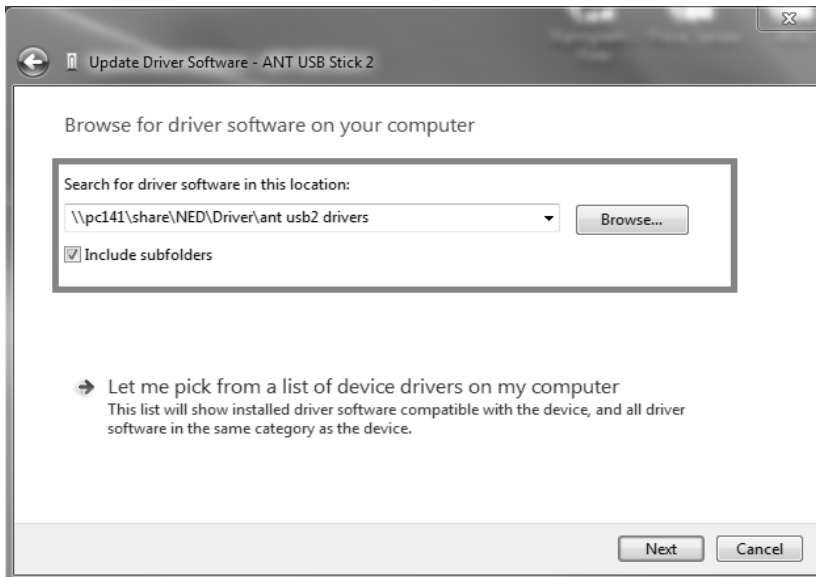 Update Driver Software - ANT USB Stick 2
Browse for driver software on your computer
Search for driver software in this location:
\\pc141\share\NED\Driver\ant usb2 drivers
Browse...
Include subfolders
Let me pick from a list of device drivers on my computer
This list will show installed driver software compatible with the device, and all driver
software in the same category as the device.
Next
Cancel